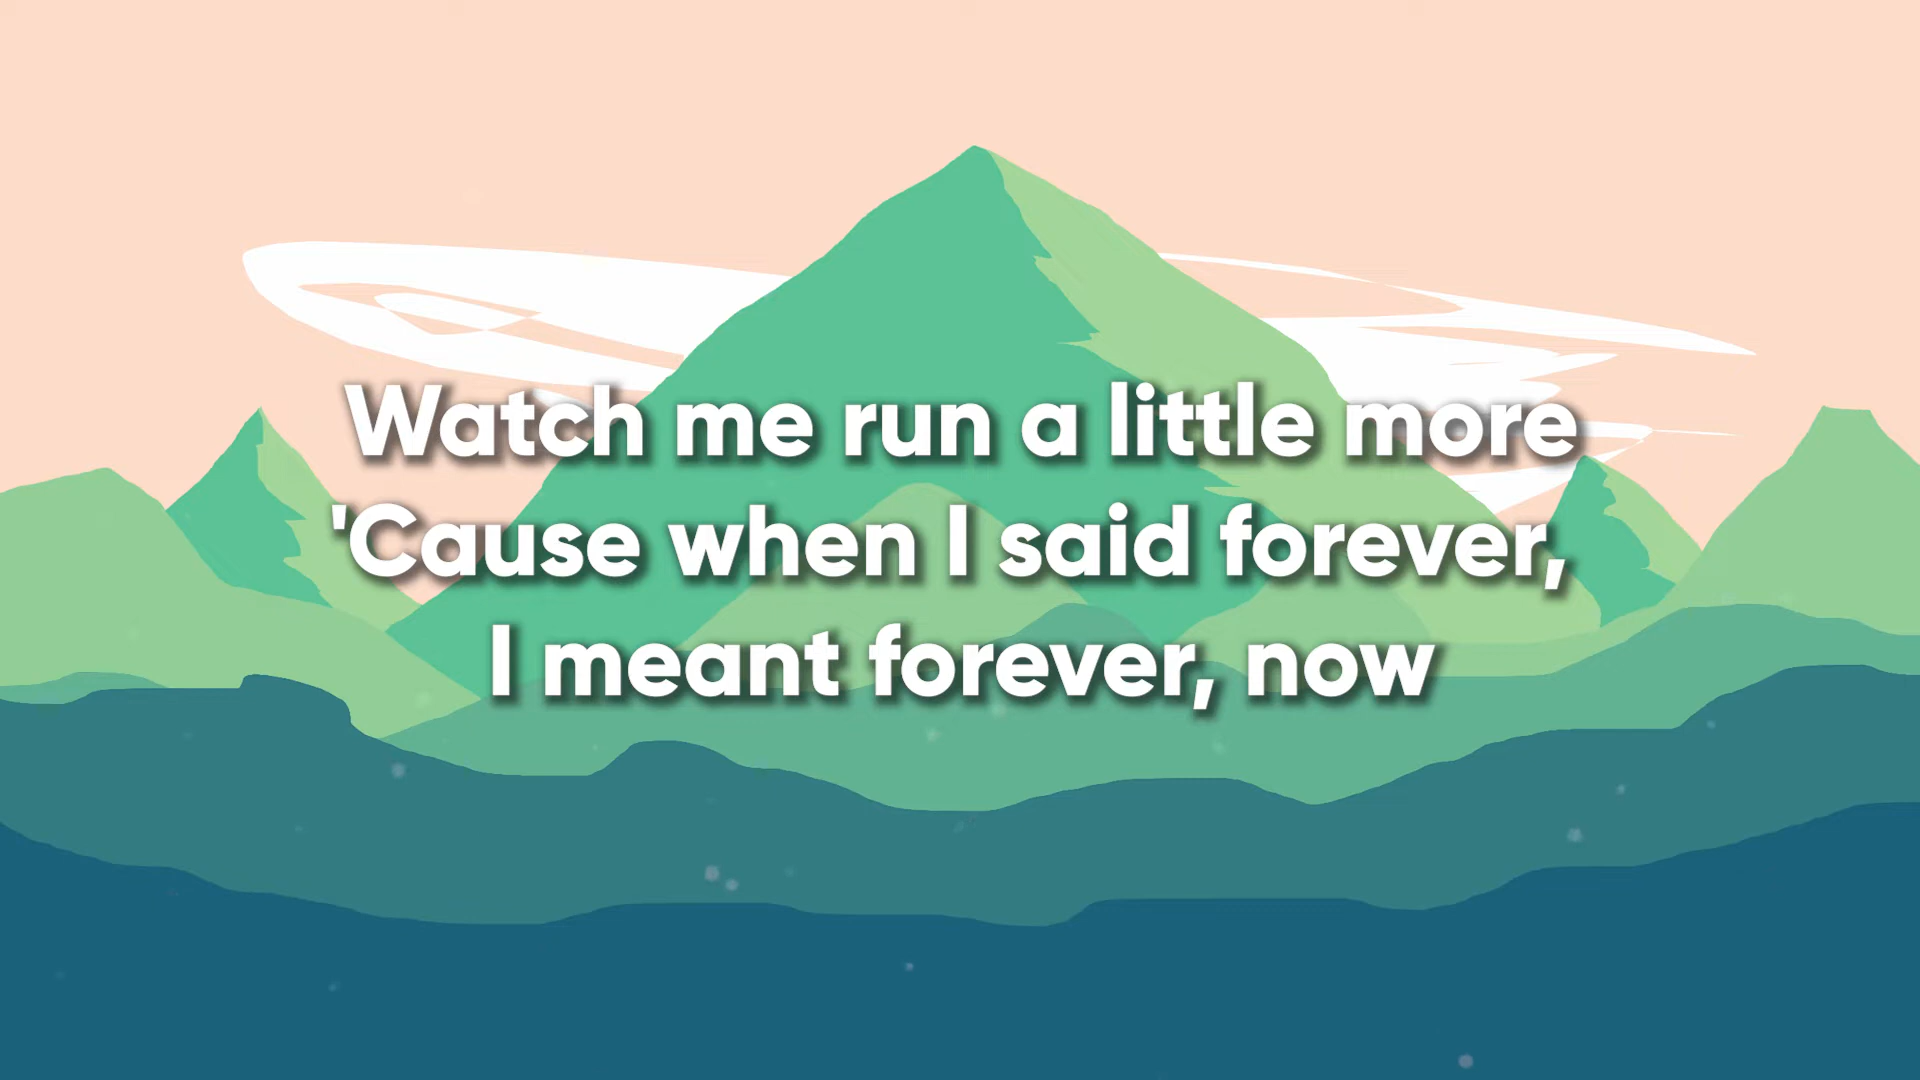 Watch me run a little more
'Cause when I said forever,
I meant forever, now